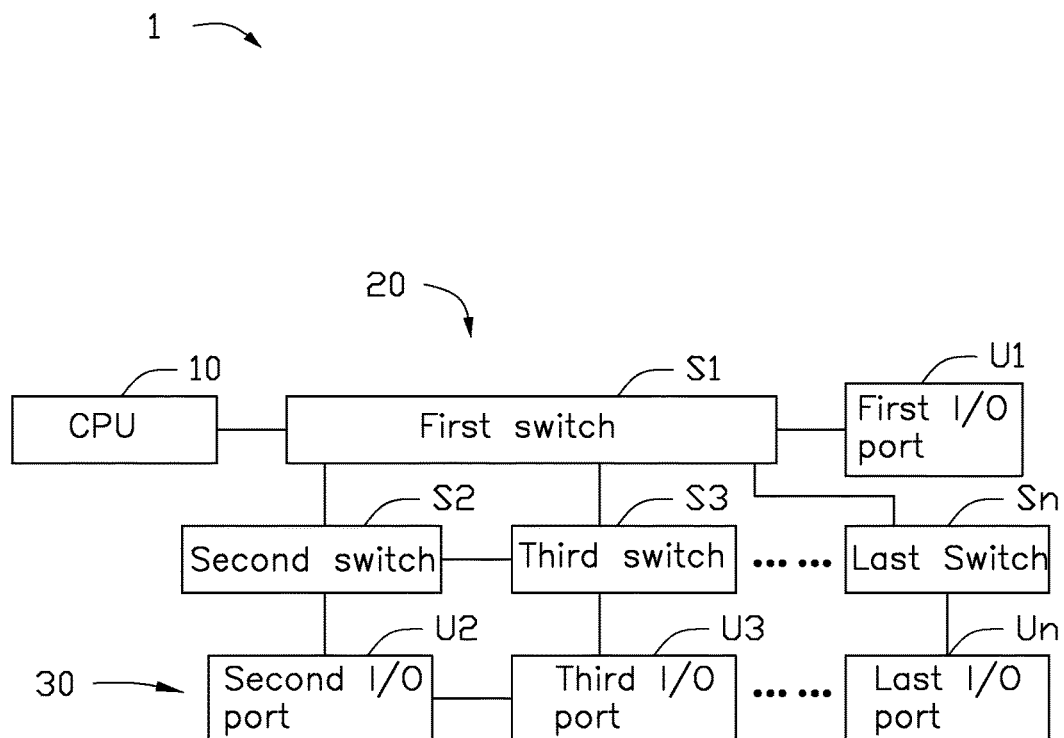 1
20
10
S1
U1
CPU
First switch
First I/O
port
S2
S3
Sn
Second switch
Third switch
...... 
Last Switch
U2
U3
Un
30
Second I/O
port
Third I/O
port
......
Last I/O
port